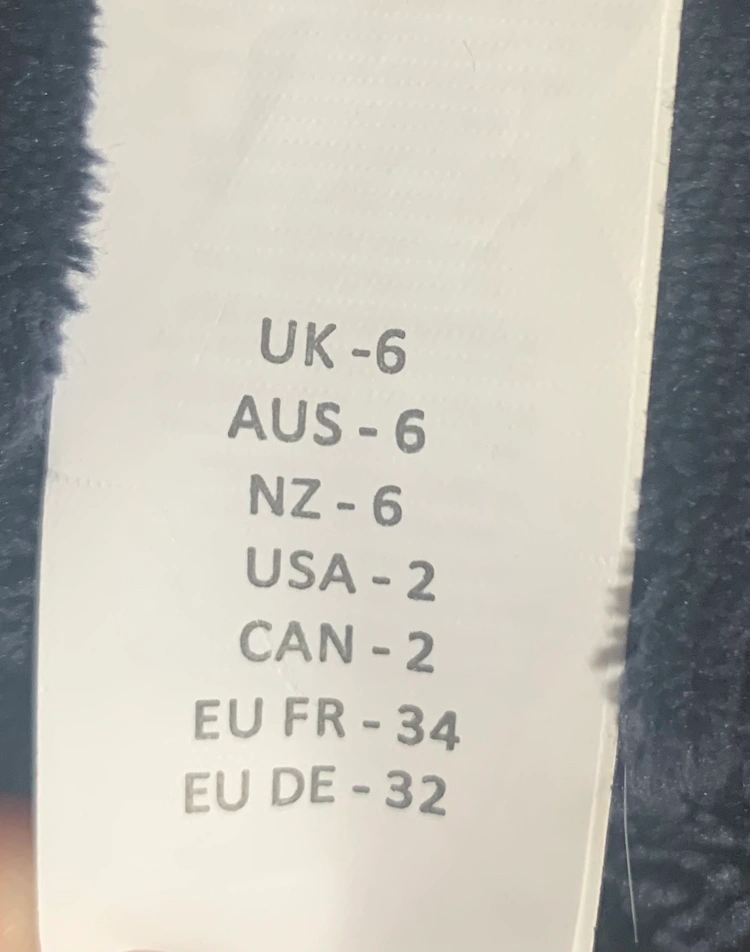 UK -6
AUS - 6
NZ - 6
USA - 2
CAN - 2
EU FR - 34
EU DE - 32